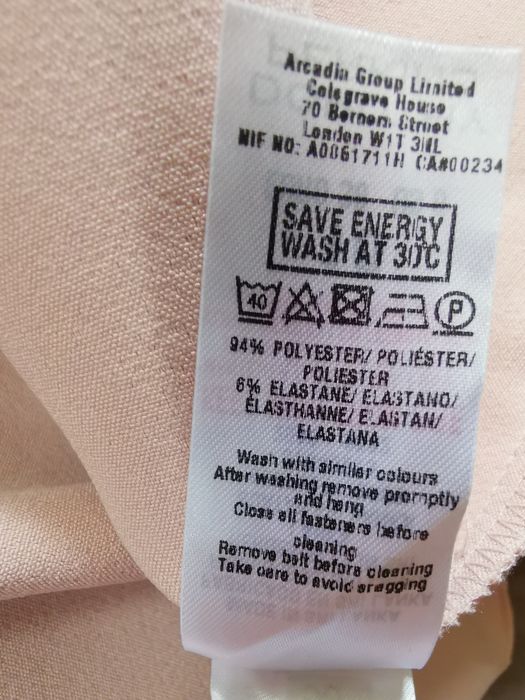 Arcadia Group Limited
Colegrave House
70 Berners Street
London W1T 3NL
NIF NO: A0061711H CA#00234
SAVE ENERGY
WASH AT 30°C
40 P
94% POLYESTER/ POLIÉSTER/
POLIESTER
6% ELASTANE/ ELASTANO/
ÉLASTHANNE/ ELASTAN/
ELASTANA
Wash with similar colours
After washing remove promptly
and hang
Close all fasteners before
cleaning
Remove belt before cleaning
Take care to avoid snagging